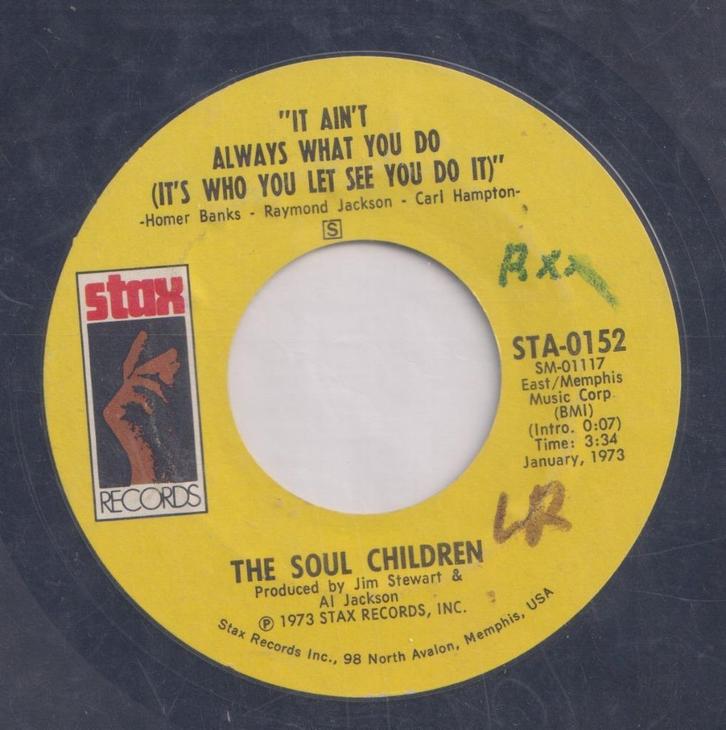 "IT AIN'T
ALWAYS WHAT YOU DO
(IT'S WHO YOU LET SEE YOU DO IT)"
-Homer Banks - Raymond Jackson - Carl Hampton-
S
stax
RECORDS
STA-0152
SM-01117
East/Memphis
Music Corp.
(BMI)
(Intro. 0:07)
Time: 3:34
January, 1973
LR
THE SOUL CHILDREN
Produced by Jim Stewart &
Al Jackson
℗ 1973 STAX RECORDS, INC.
Stax Records Inc., 98 North Avalon, Memphis, USA